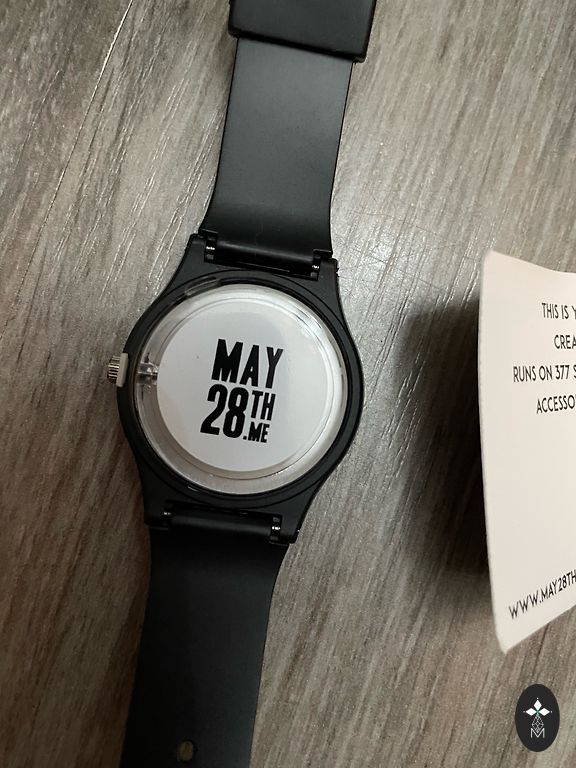 MAY
28TH
.ME
THIS IS
CREA
RUNS ON 377 S
ACCESSO
WWW.MAY28TH